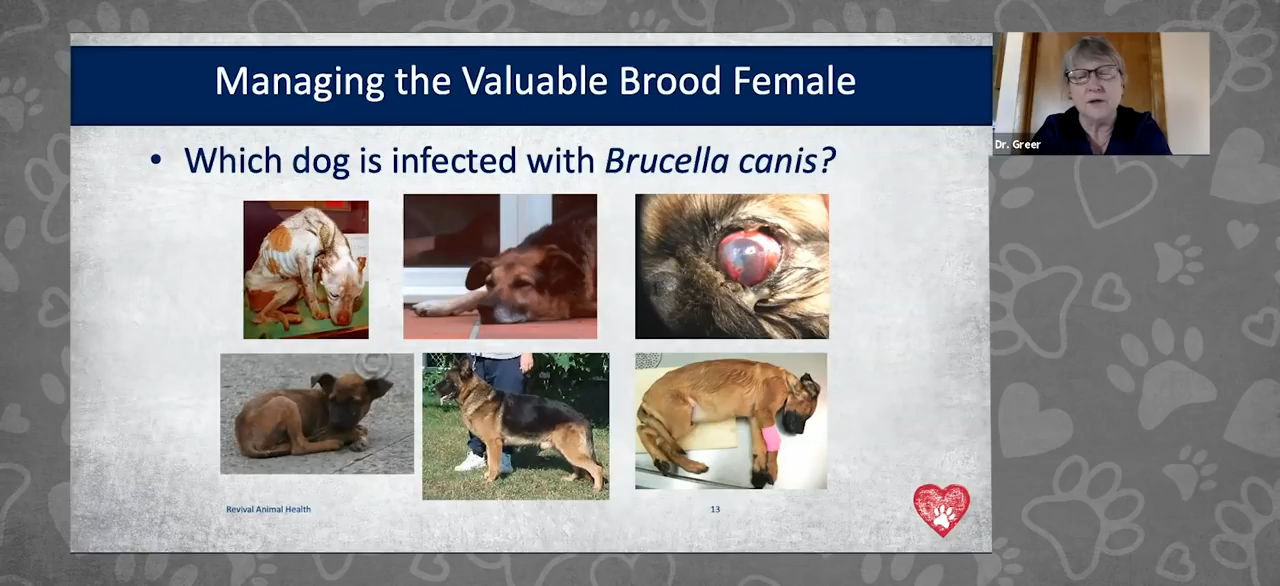 Managing the Valuable Brood Female
• Which dog is infected with Brucella canis?
Dr. Greer
Revival Animal Health
13